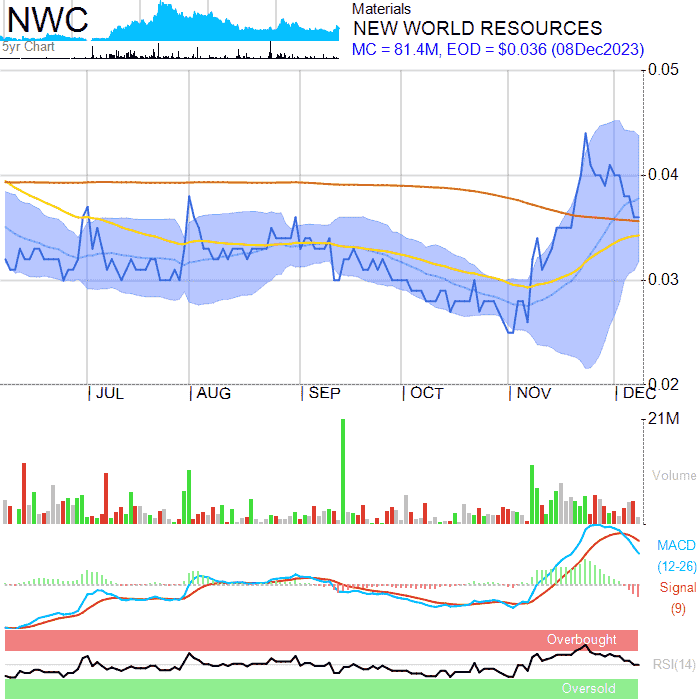 NWC
5yr Chart
Materials
NEW WORLD RESOURCES
MC = 81.4M, EOD = $0.036 (08Dec2023)
0.05
0.04
0.03
0.02
JUL
AUG
SEP
OCT
NOV
DEC
21M
Volume
MACD
(12-26)
Signal
(9)
Overbought
RSI(14)
Oversold